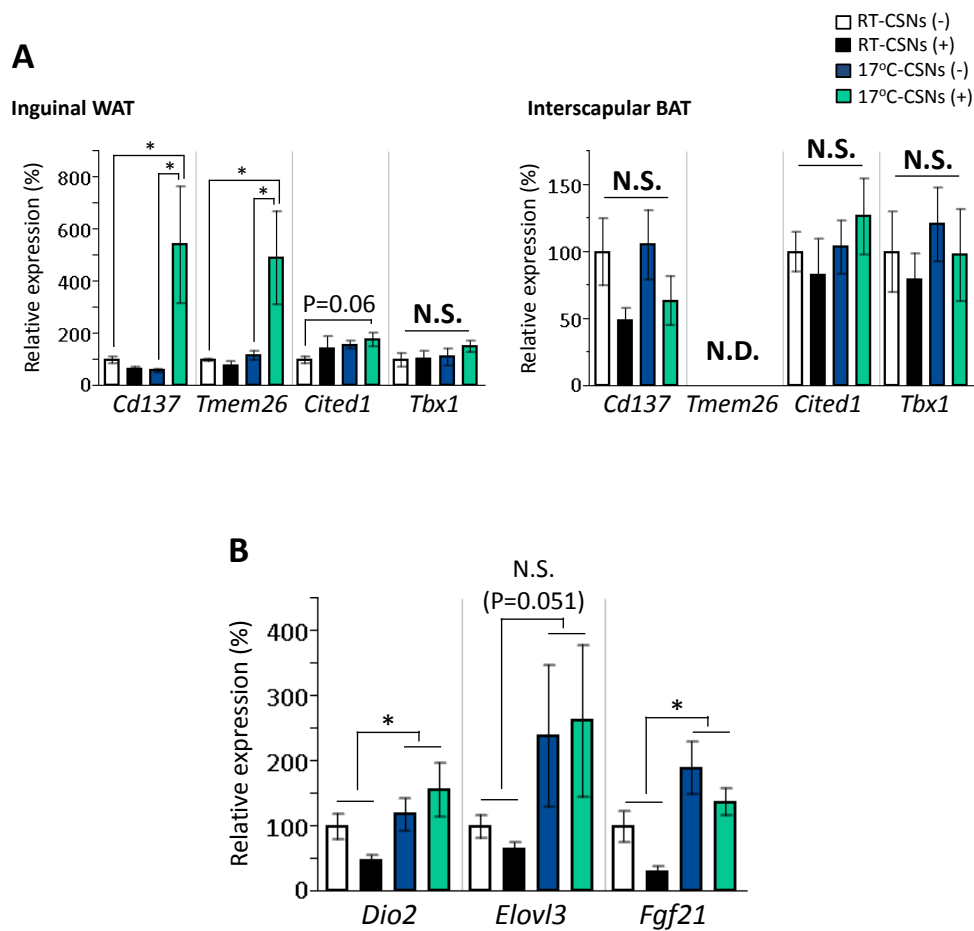 RT-CSNs (-)
RT-CSNs (+)
17°C-CSNs (-)
17°C-CSNs (+)
A
Inguinal WAT
Relative expression (%)
800
600
400
200
100
0
*
*
*
*
P=0.06
N.S.
Cd137 Tmem26 Cited1 Tbx1
Interscapular BAT
Relative expression (%)
150
100
50
0
N.S.
N.D.
N.S.
N.S.
Cd137 Tmem26 Cited1 Tbx1
B
Relative expression (%)
400
300
200
100
0
*
N.S.
(P=0.051)
*
Dio2 Elovl3 Fgf21